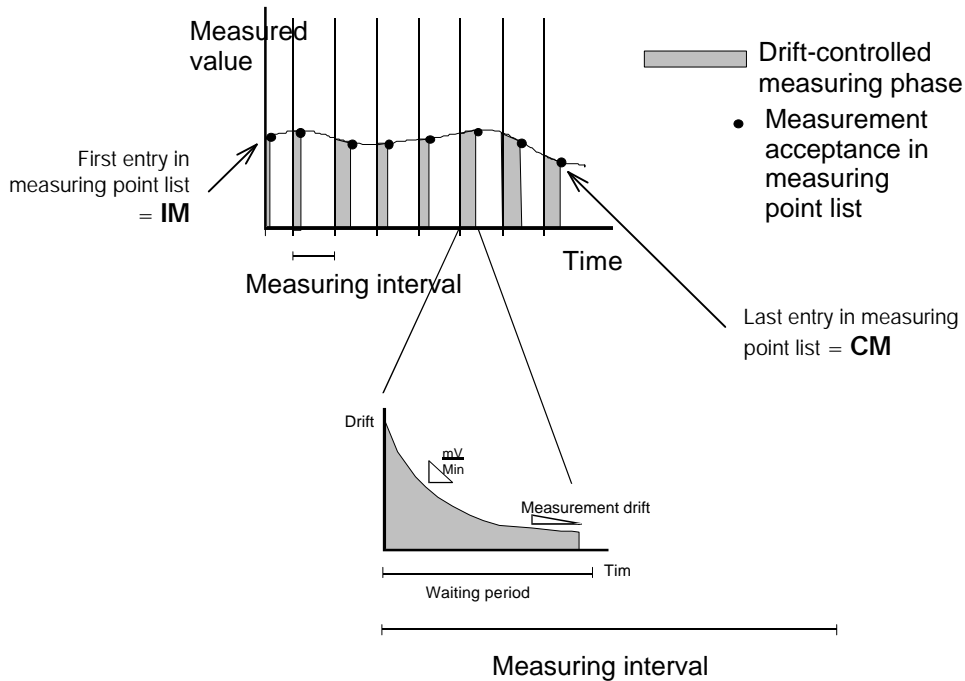 Measured
value
Drift-controlled
measuring phase
Measurement
acceptance in
measuring
point list
First entry in
measuring point list
= IM
Time
Measuring interval
Last entry in measuring
point list = CM
Drift
mV
Min
Measurement drift
Tim
Waiting period
Measuring interval